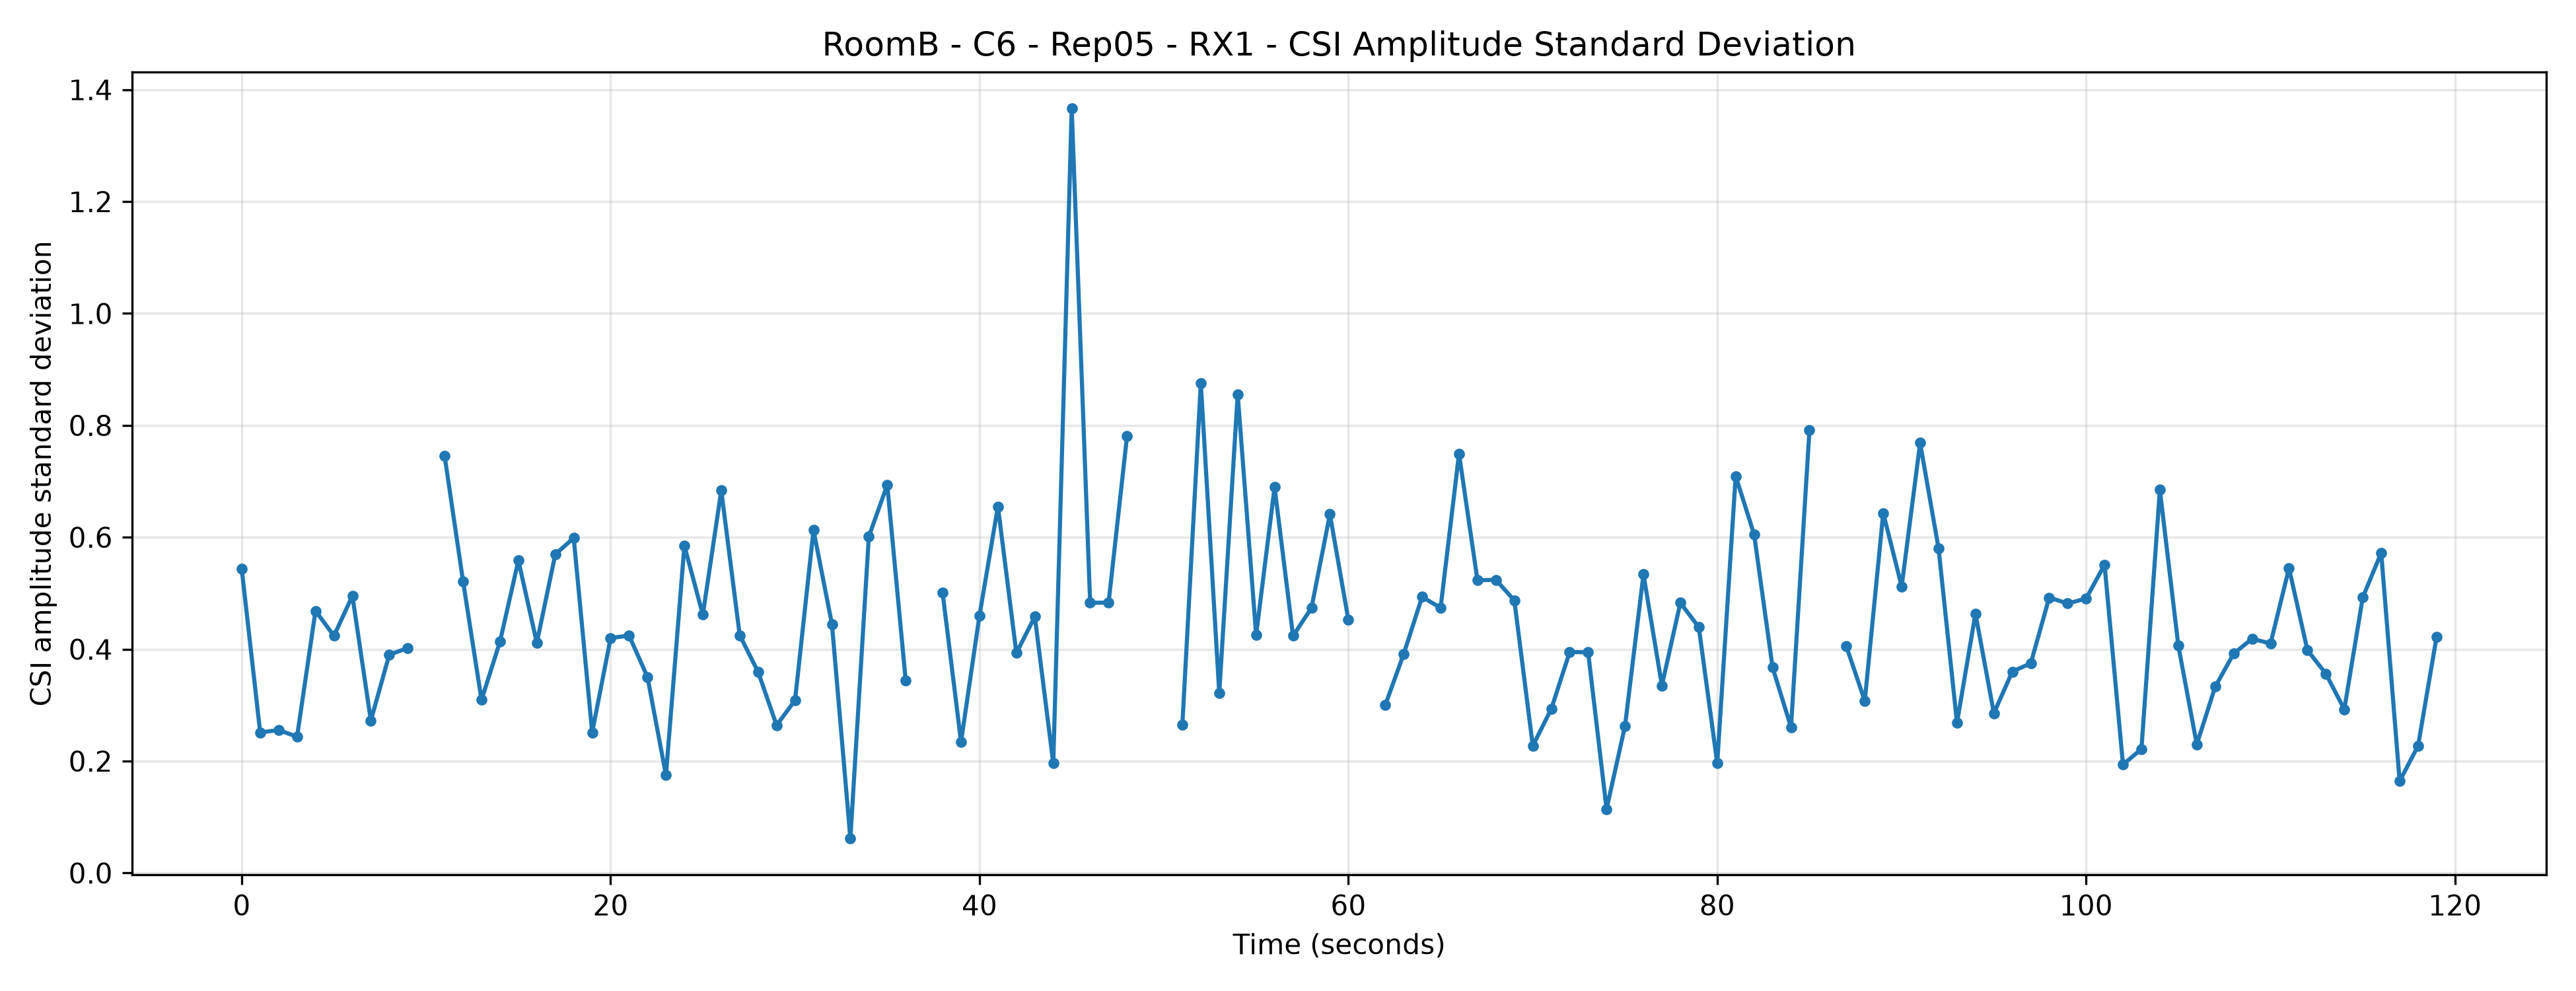 RoomB - C6 - Rep05 - RX1 - CSI Amplitude Standard Deviation
CSI amplitude standard deviation
1.4
1.2
1.0
0.8
0.6
0.4
0.2
0.0
0 20 40 60 80 100 120
Time (seconds)